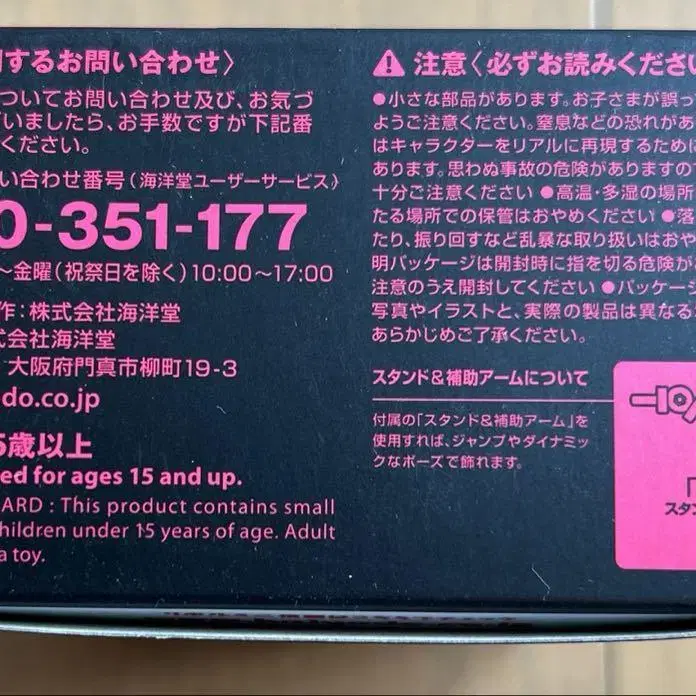 するお問い合わせ〉
ついてお問い合わせ及び、お気づ
いましたら、お手数ですが下記番
ください。
い合わせ番号（海洋堂ユーザーサービス）
0-351-177
～金曜（祝祭日を除く）10:00～17:00
作：株式会社海洋堂
式会社海洋堂
大阪府門真市柳町19-3
do.co.jp
5歳以上
ed for ages 15 and up.
ARD : This product contains small
children under 15 years of age. Adult
a toy.
注意〈必ずお読みください
●小さな部品があります。お子さまが誤っ
ようご注意ください。窒息などの恐れがあ
はキャラクターをリアルに再現するために
あります。思わぬ事故の危険がありますの
十分ご注意ください ●高温・多湿の場所
たる場所での保管はおやめください ●落
たり、振り回すなど乱暴な取り扱いはおや
明パッケージは開封時に指を切る危険が
注意のうえ開封してください ●パッケージ
写真やイラストと、実際の製品は異なる
あらかじめご了承ください。
スタンド＆補助アームについて
付属の「スタンド＆補助アーム」を
使用すれば、ジャンプやダイナミッ
クなポーズで飾れます。
スタン